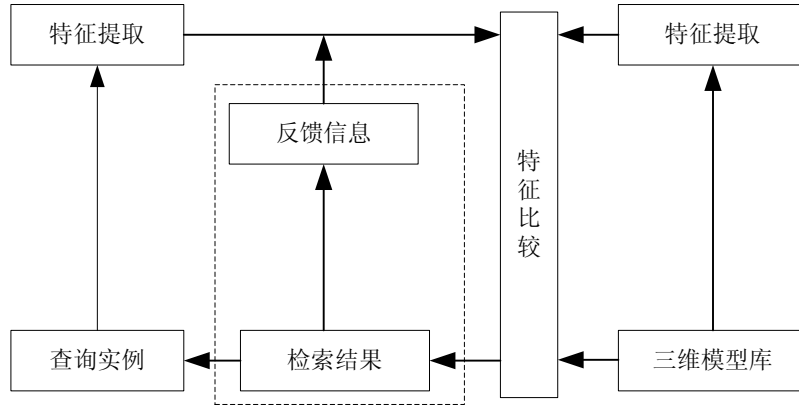 特征提取
特征提取
反馈信息
特征比较
查询实例
检索结果
三维模型库